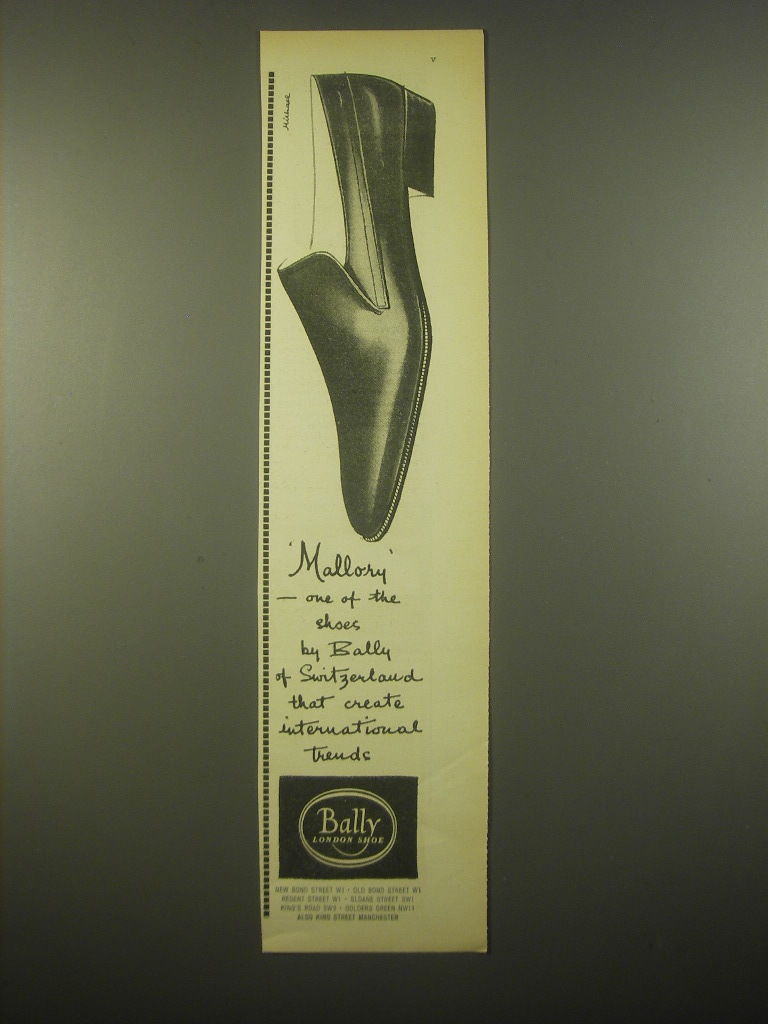 v
Michael
'Mallory'
— one of the
shoes
by Bally
of Switzerland
that create
international
trends
Bally
LONDON SHOE
NEW BOND STREET W1 · OLD BOND STREET W1
REGENT STREET W1 · SLOANE STREET SW1
KING'S ROAD SW3 · GOLDERS GREEN NW11
ALSO KING STREET MANCHESTER